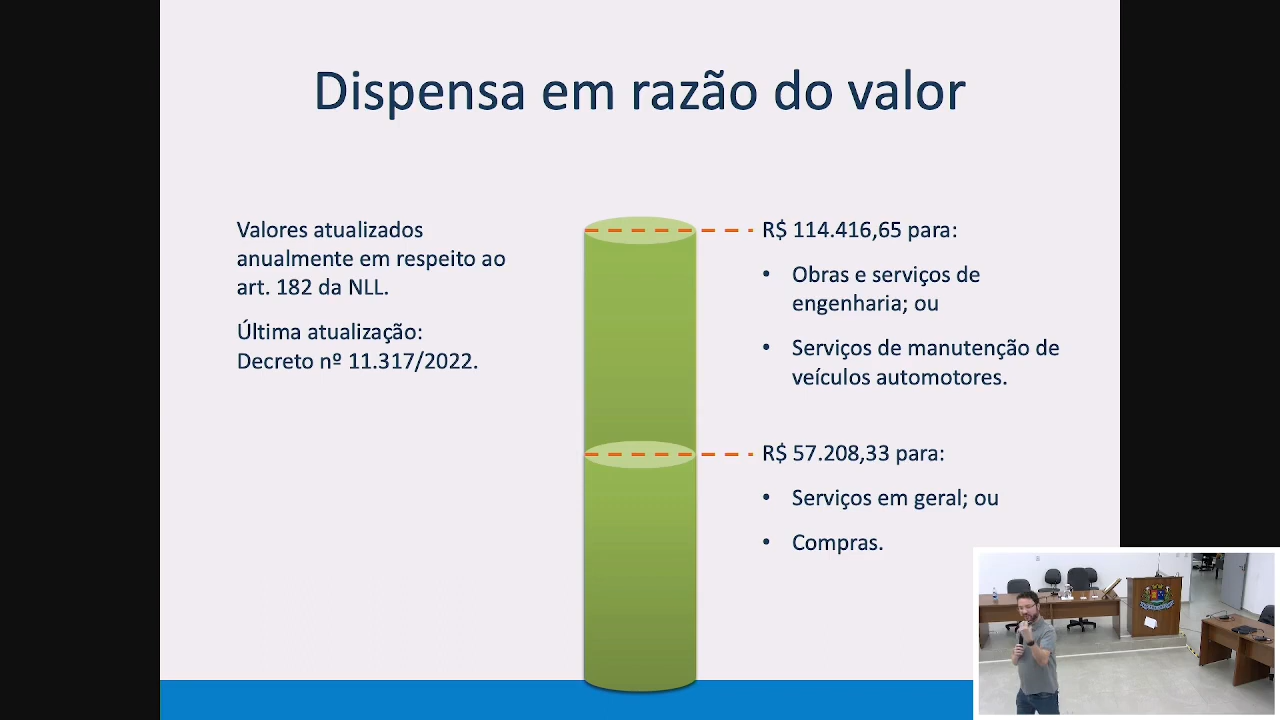 Dispensa em razão do valor
Valores atualizados
anualmente em respeito ao
art. 182 da NLL.
Última atualização:
Decreto nº 11.317/2022.
R$ 114.416,65 para:
• Obras e serviços de
engenharia; ou
• Serviços de manutenção de
veículos automotores.
R$ 57.208,33 para:
• Serviços em geral; ou
• Compras.